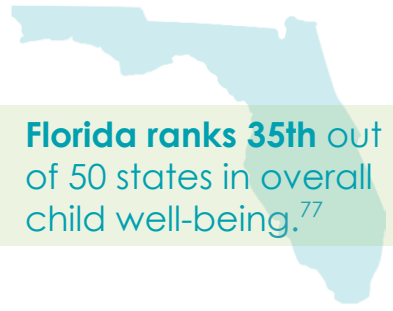 Florida ranks 35th out
of 50 states in overall
child well-being.77